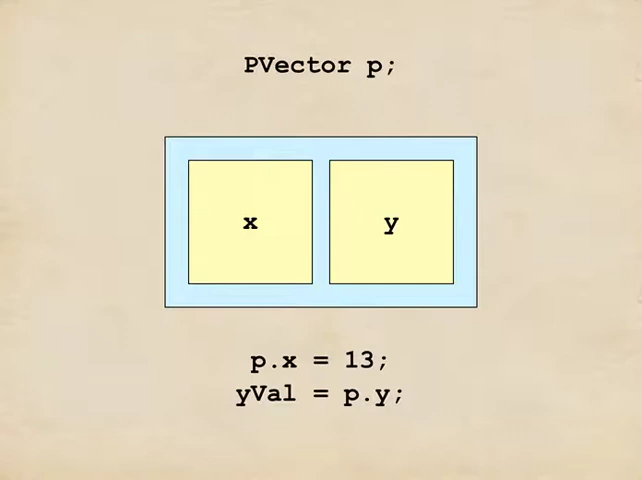 PVector p;
x y
p.x = 13;
yVal = p.y;